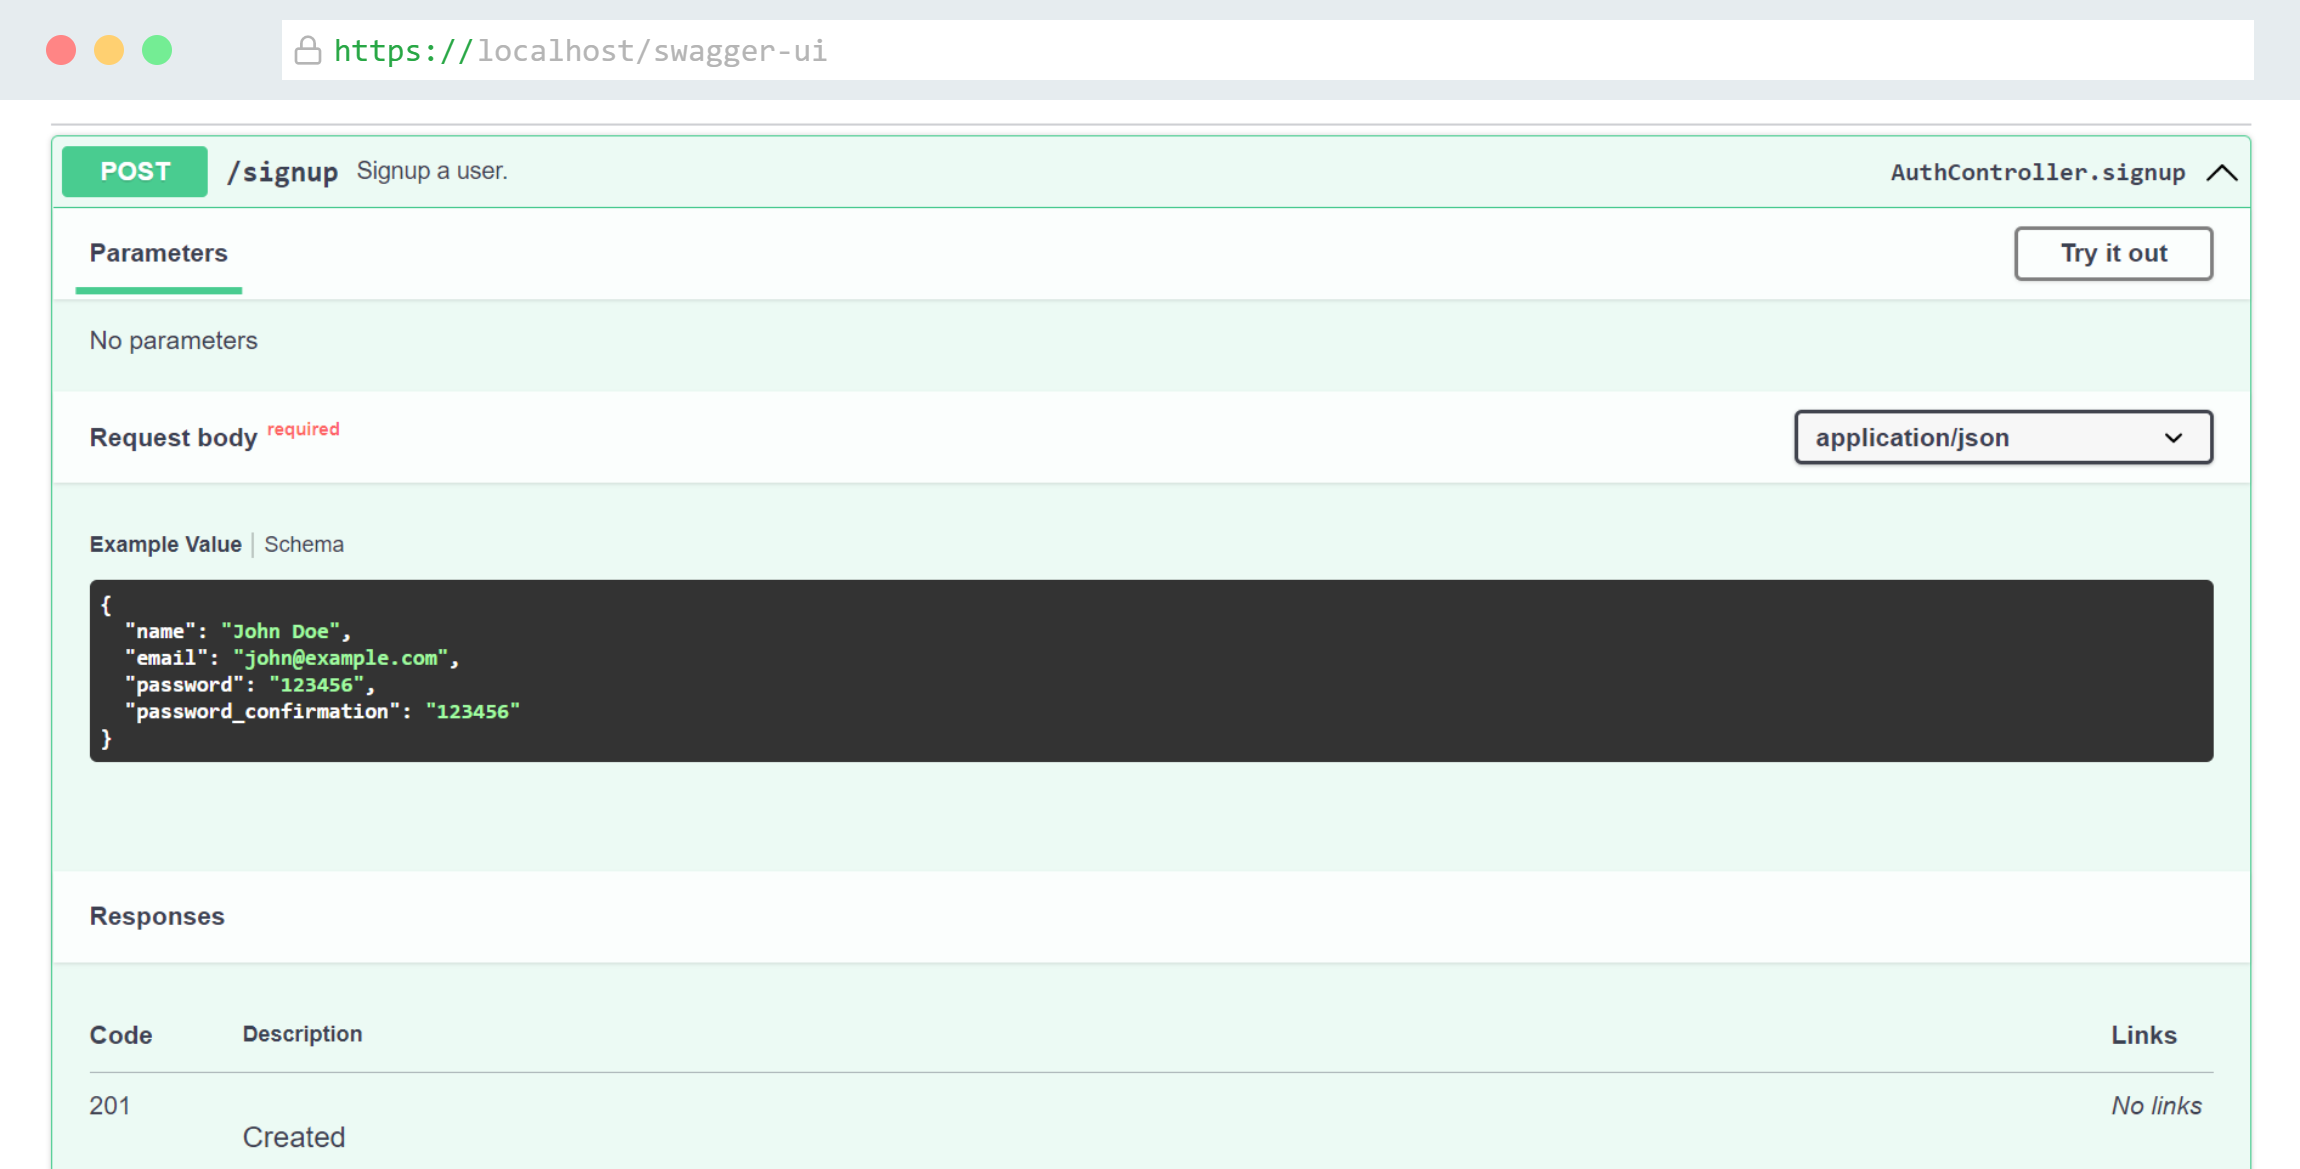 https://localhost/swagger-ui
POST /signup Signup a user. AuthController.signup
Parameters Try it out
No parameters
Request body required application/json
Example Value | Schema
{
  "name": "John Doe",
  "email": "john@example.com",
  "password": "123456",
  "password_confirmation": "123456"
}
Responses
Code Description Links
201 No links
Created